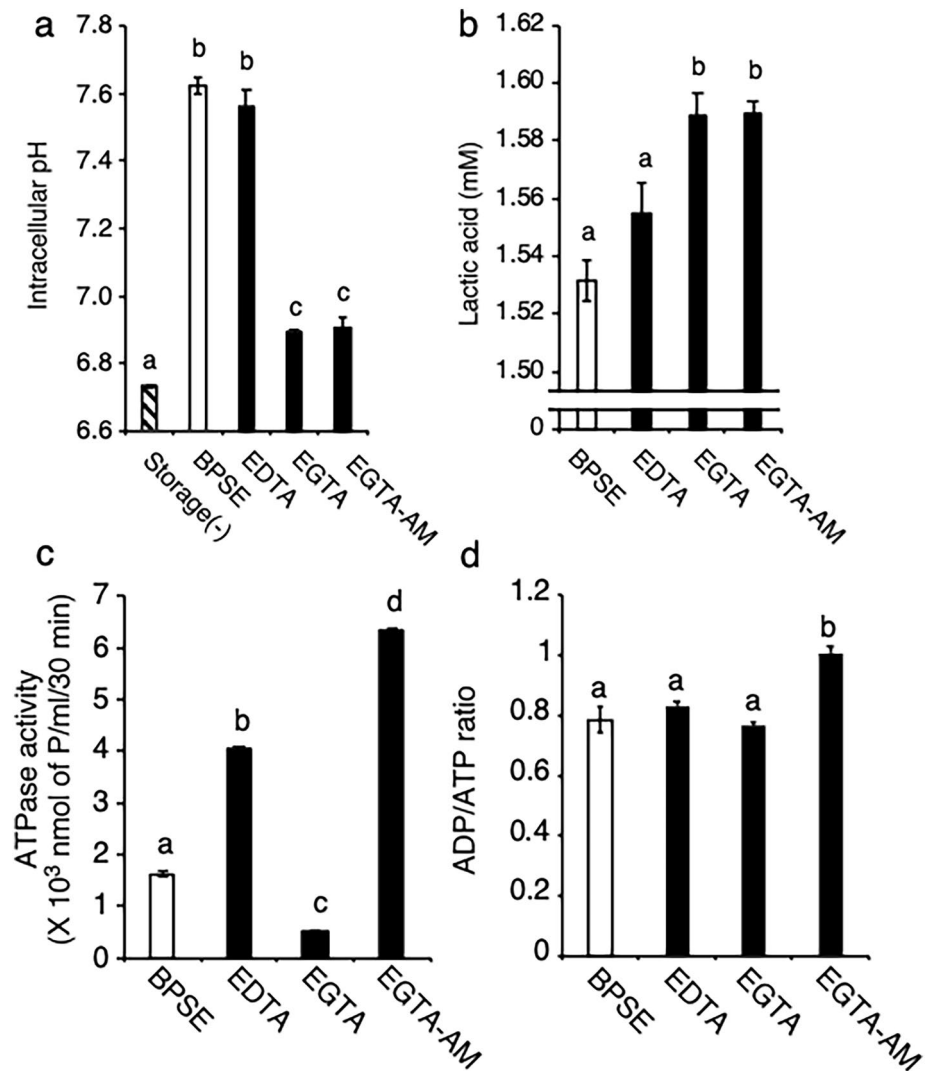 a
Intracellular pH
7.8
7.6
7.4
7.2
7.0
6.8
6.6
a
b
b
c
c
Storage(-)
BPSE
EDTA
EGTA
EGTA-AM
b
Lactic acid (mM)
1.62
1.60
1.58
1.56
1.54
1.52
1.50
0
a
a
b
b
BPSE
EDTA
EGTA
EGTA-AM
c
ATPase activity
(X 10³ nmol of P/ml/30 min)
7
6
4
3
2
1
0
a
b
c
d
BPSE
EDTA
EGTA
EGTA-AM
d
ADP/ATP ratio
1.2
1
0.8
0.6
0.4
0.2
0
a
a
a
b
BPSE
EDTA
EGTA
EGTA-AM